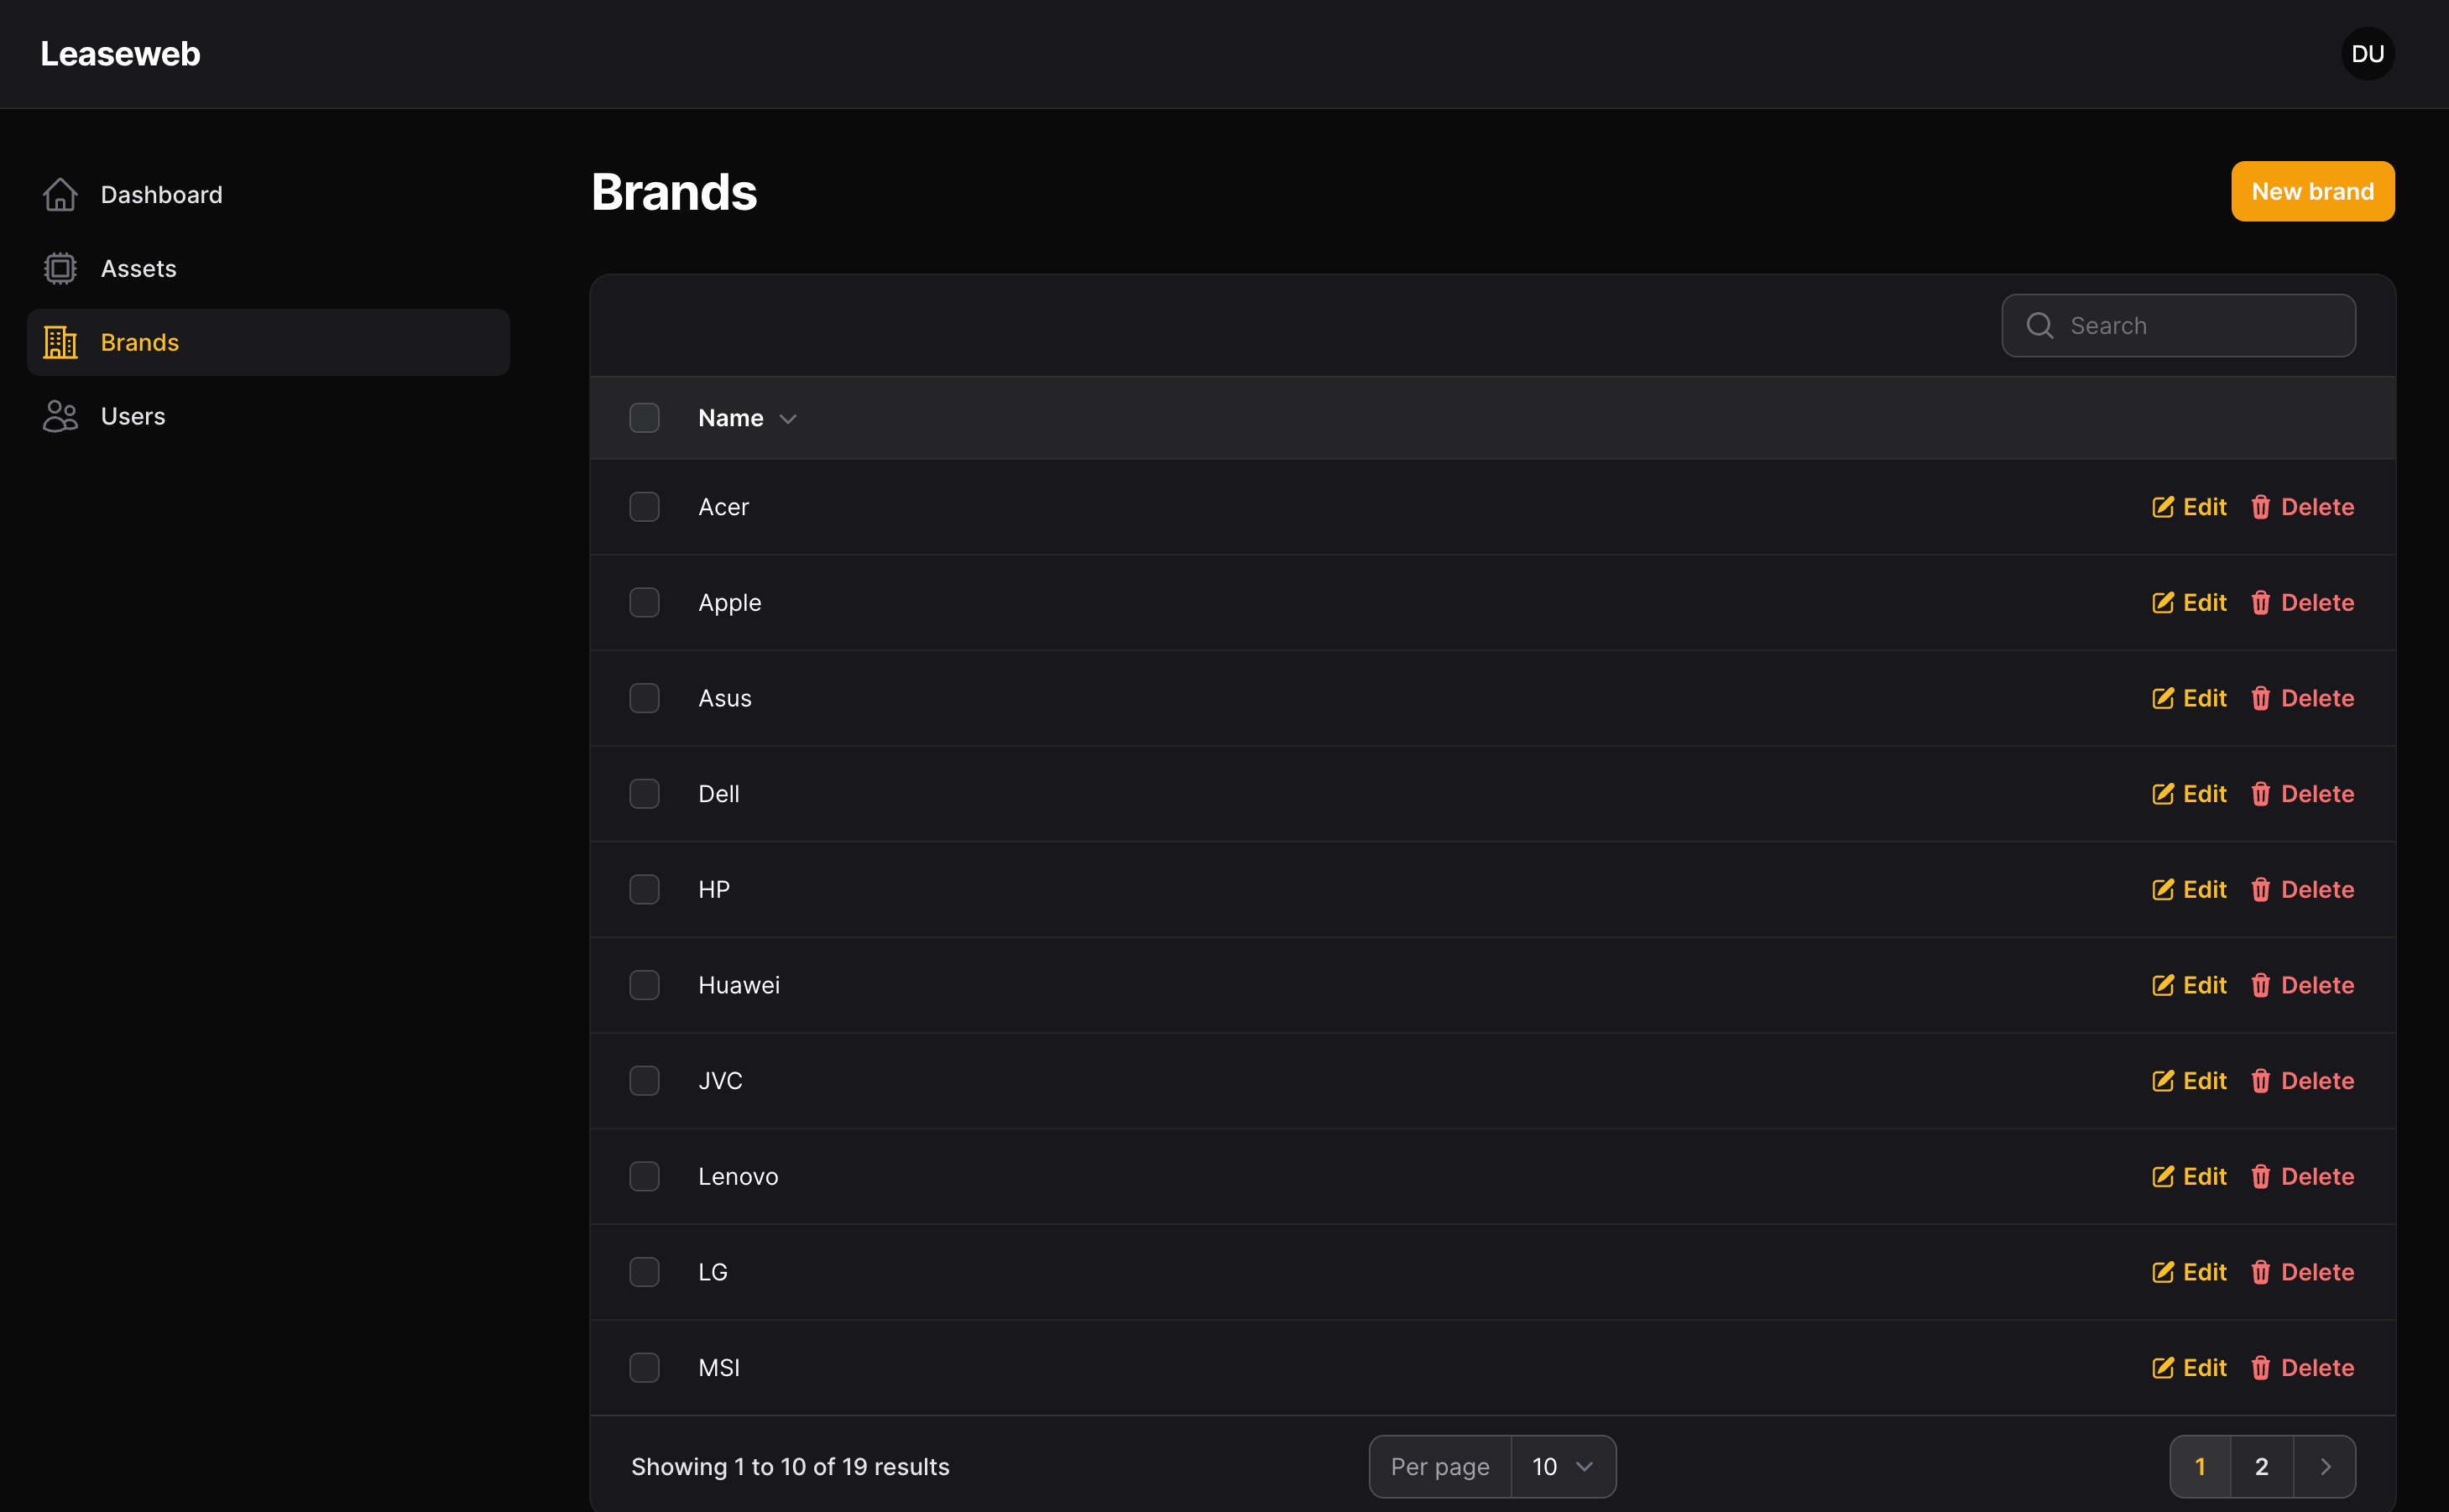 Leaseweb
DU
Dashboard
Assets
Brands
Users
Brands
New brand
Search
Name
Acer Edit Delete
Apple Edit Delete
Asus Edit Delete
Dell Edit Delete
HP Edit Delete
Huawei Edit Delete
JVC Edit Delete
Lenovo Edit Delete
LG Edit Delete
MSI Edit Delete
Showing 1 to 10 of 19 results Per page 10 1 2